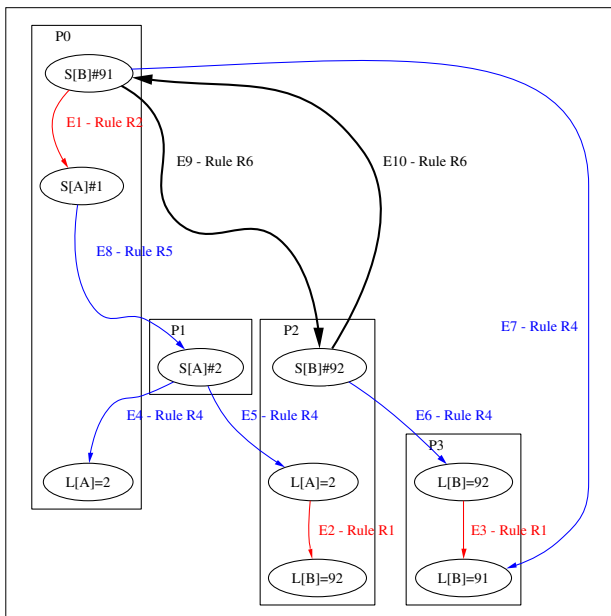 P0
S[B]#91
E1 - Rule R2
E9 - Rule R6
E10 - Rule R6
S[A]#1
E8 - Rule R5
E7 - Rule R4
P1
P2
S[A]#2
S[B]#92
E4 - Rule R4
E5 - Rule R4
E6 - Rule R4
P3
L[A]=2
L[A]=2
L[B]=92
E2 - Rule R1
E3 - Rule R1
L[B]=92
L[B]=91